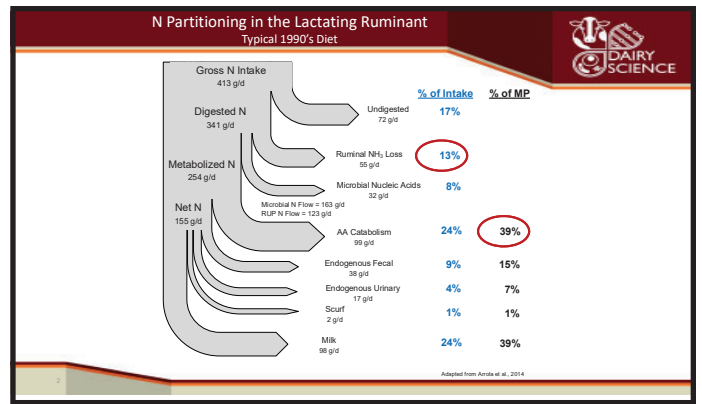 N Partitioning in the Lactating Ruminant
Typical 1990's Diet
DAIRY
SCIENCE
% of Intake % of MP
Gross N Intake
413 g/d
Undigested 17%
72 g/d
Digested N
341 g/d
Ruminal NH₃ Loss 13%
55 g/d
Metabolized N
254 g/d
Microbial Nucleic Acids 8%
32 g/d
Microbial N Flow = 163 g/d
RUP N Flow = 123 g/d
Net N
155 g/d
AA Catabolism 24% 39%
99 g/d
Endogenous Fecal 9% 15%
38 g/d
Endogenous Urinary 4% 7%
17 g/d
Scurf 1% 1%
2 g/d
Milk 24% 39%
98 g/d
Adapted from Arriola et al., 2014
2